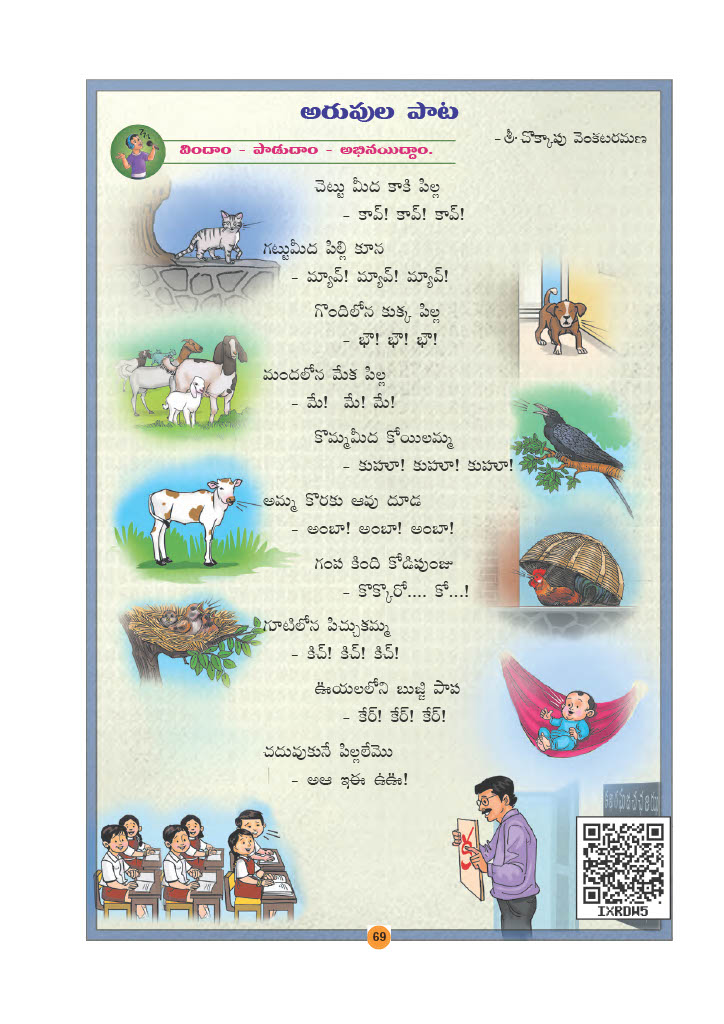 అరుపుల పాట
- శ్రీ చొక్కాపు వెంకటరమణ
విందాం - పాడుదాం - అభినయిద్దాం.
చెట్టు మీద కాకి పిల్ల
- కావ్! కావ్! కావ్!
గట్టుమీద పిల్లి కూన
- మ్యావ్! మ్యావ్! మ్యావ్!
గొందిలోన కుక్క పిల్ల
- భౌ! భౌ! భౌ!
మందలోన మేక పిల్ల
- మే! మే! మే!
కొమ్మమీద కోయిలమ్మ
- కుహూ! కుహూ! కుహూ!
అమ్మ కొరకు ఆవు దూడ
- అంబా! అంబా! అంబా!
గంప కింది కోడిపుంజు
- కొక్కొరో.... కో...!
గూటిలోన పిచ్చుకమ్మ
- కిచ్! కిచ్! కిచ్!
ఊయలలోని బుజ్జి పాప
- కేర్! కేర్! కేర్!
చదువుకునే పిల్లలేమొ
- అఆ ఇఈ ఉఊ!
IXRDW5
69